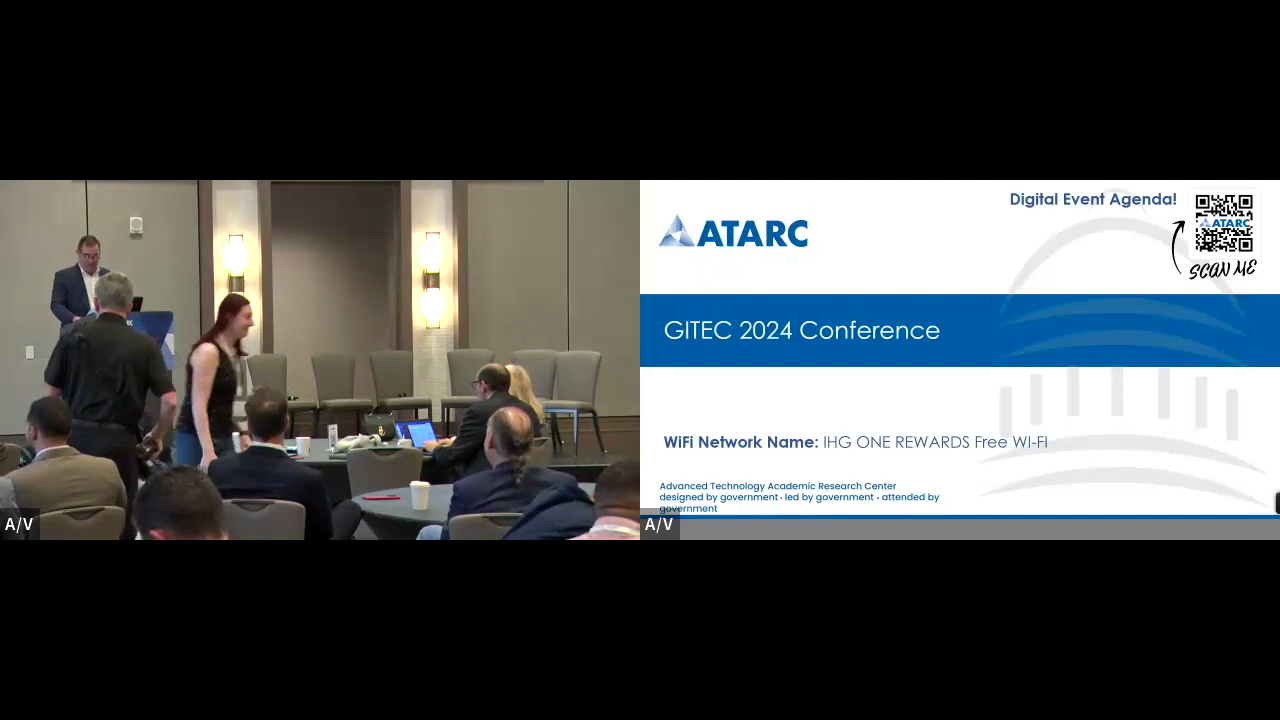 Digital Event Agenda!
ATARC
ATARC
SCAN ME
GITEC 2024 Conference
WiFi Network Name: IHG ONE REWARDS Free WI-FI
Advanced Technology Academic Research Center
designed by government · led by government · attended by
government
A/V
A/V